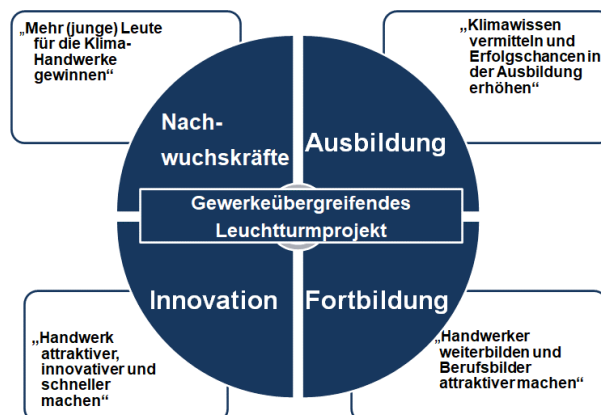 „Mehr (junge) Leute
für die Klima-
Handwerke
gewinnen“
„Klimawissen
vermitteln und
Erfolgschancen in
der Ausbildung
erhöhen“
Nach-
wuchskräfte
Ausbildung
Gewerkeübergreifendes
Leuchtturmprojekt
Innovation
Fortbildung
„Handwerk
attraktiver,
innovativer und
schneller
machen“
„Handwerker
weiterbilden und
Berufsbilder
attraktiver machen“